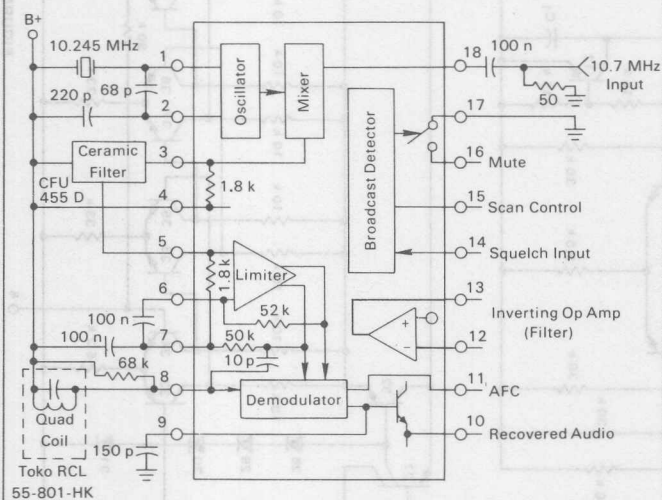 B+
10.245 MHz
68 p
220 p
Ceramic
Filter
CFU
455 D
100 n
100 n
68 k
Quad
Coil
Toko RCL
55-801-HK
150 p
1
2
3
4
5
6
7
8
9
Oscillator
Mixer
1.8 k
1.8 k
Limiter
52 k
50 k
10 p
Demodulator
Broadcast Detector
+
-
18
100 n
10.7 MHz
Input
50
17
16
Mute
15
Scan Control
14
Squelch Input
13
Inverting Op Amp
(Filter)
12
11
AFC
10
Recovered Audio